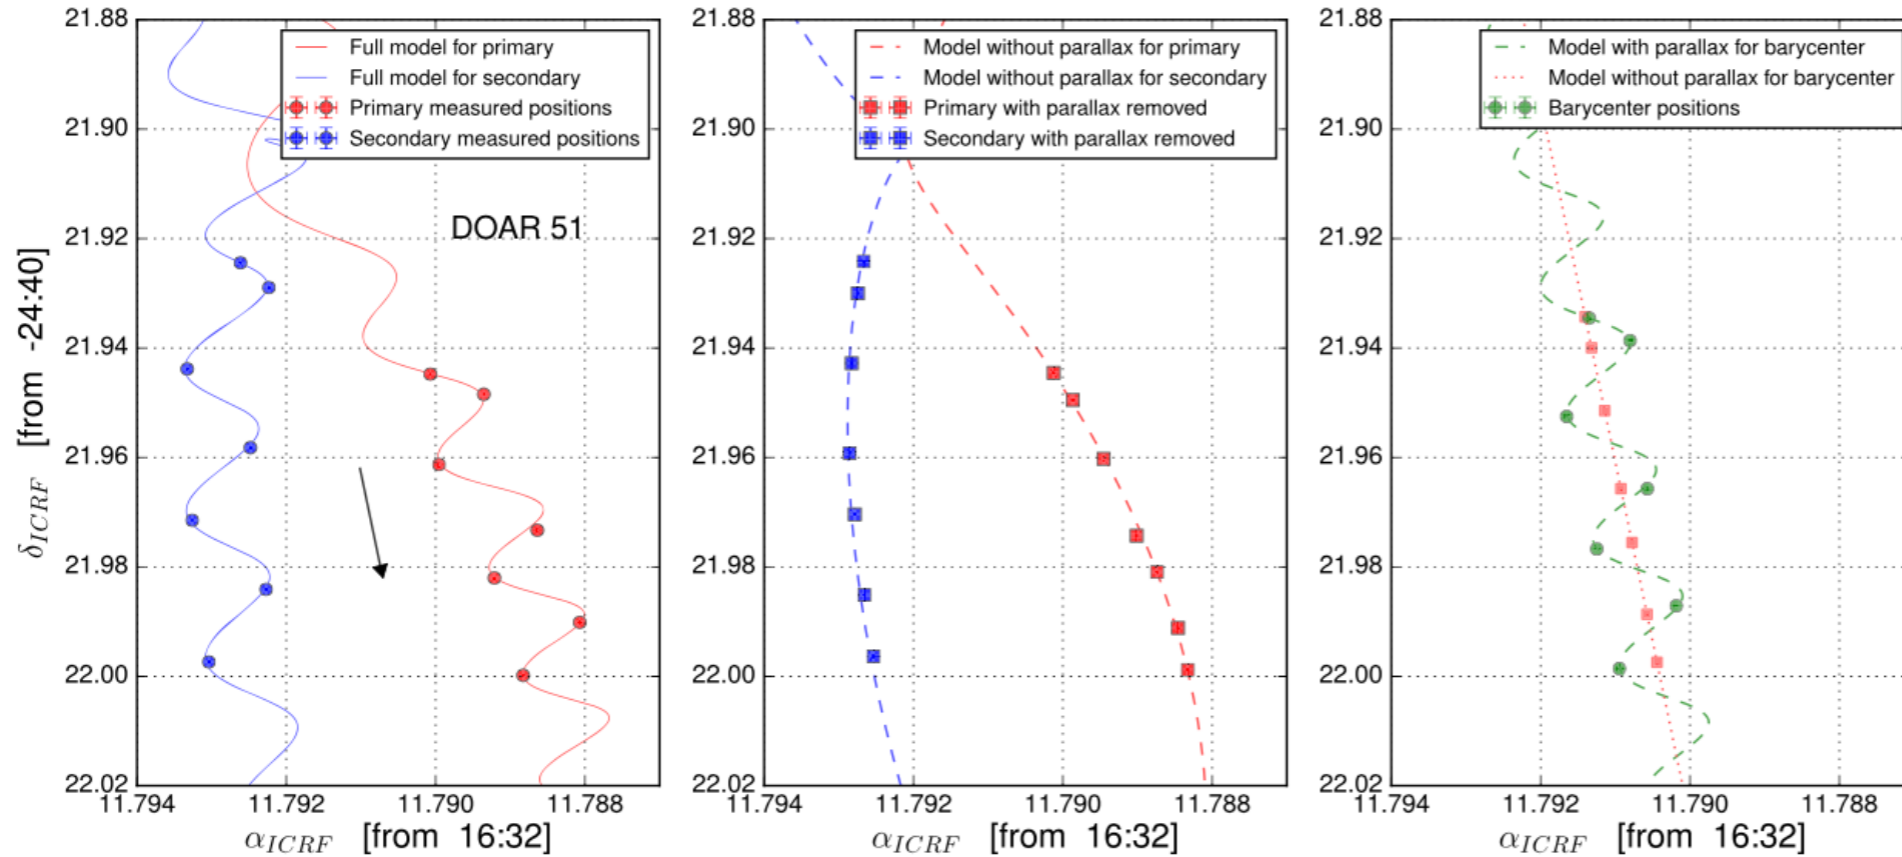 21.88
21.90
21.92
21.94
21.96
21.98
22.00
22.02
δICRF [from -24:40]
Full model for primary
Full model for secondary
Primary measured positions
Secondary measured positions
DOAR 51
11.794 11.792 11.790 11.788
αICRF [from 16:32]
21.88
21.90
21.92
21.94
21.96
21.98
22.00
22.02
Model without parallax for primary
Model without parallax for secondary
Primary with parallax removed
Secondary with parallax removed
11.794 11.792 11.790 11.788
αICRF [from 16:32]
21.88
21.90
21.92
21.94
21.96
21.98
22.00
22.02
Model with parallax for barycenter
Model without parallax for barycenter
Barycenter positions
11.794 11.792 11.790 11.788
αICRF [from 16:32]